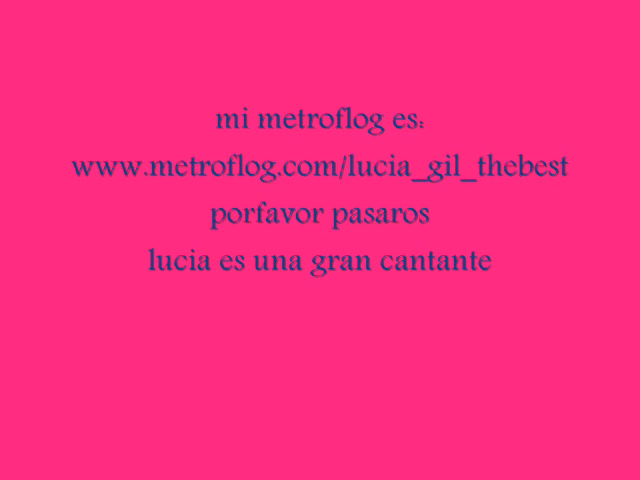 mi metroflog es:
www.metroflog.com/lucia_gil_thebest
porfavor pasaros
lucia es una gran cantante